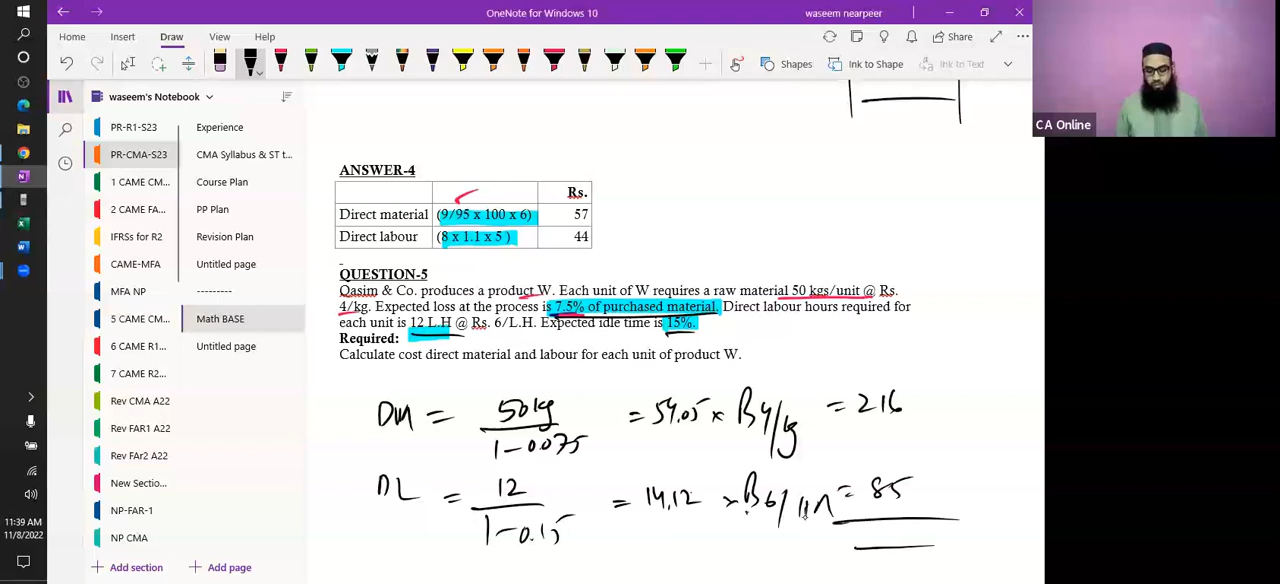 OneNote for Windows 10
waseem nearpeer
Home Insert Draw View Help
Share
Shapes
Ink to Shape
Ink to Text
waseem's Notebook
PR-R1-S23
PR-CMA-S23
1 CAME CM...
2 CAME FA...
IFRSs for R2
CAME-MFA
MFA NP
5 CAME CM...
6 CAME R1...
7 CAME R2...
Rev CMA A22
Rev FAR1 A22
Rev FAr2 A22
New Sectio...
NP-FAR-1
NP CMA
Add section
Experience
CMA Syllabus & ST t...
Course Plan
PP Plan
Revision Plan
Untitled page
---------
Math BASE
Untitled page
Add page
CA Online
ANSWER-4
Rs.
Direct material (9/95 x 100 x 6) 57
Direct labour (8 x 1.1 x 5 ) 44
QUESTION-5
Qasim & Co. produces a product W. Each unit of W requires a raw material 50 kgs/unit @ Rs.
4/kg. Expected loss at the process is 7.5% of purchased material. Direct labour hours required for
each unit is 12 L.H @ Rs. 6/L.H. Expected idle time is 15%.
Required:
Calculate cost direct material and labour for each unit of product W.
DM = 50kg / 1-0.075 = 54.05 x Rs 4/kg = 216
DL = 12 / 1-0.15 = 14.12 x Rs 6/ = 85
11:39 AM
11/8/2022